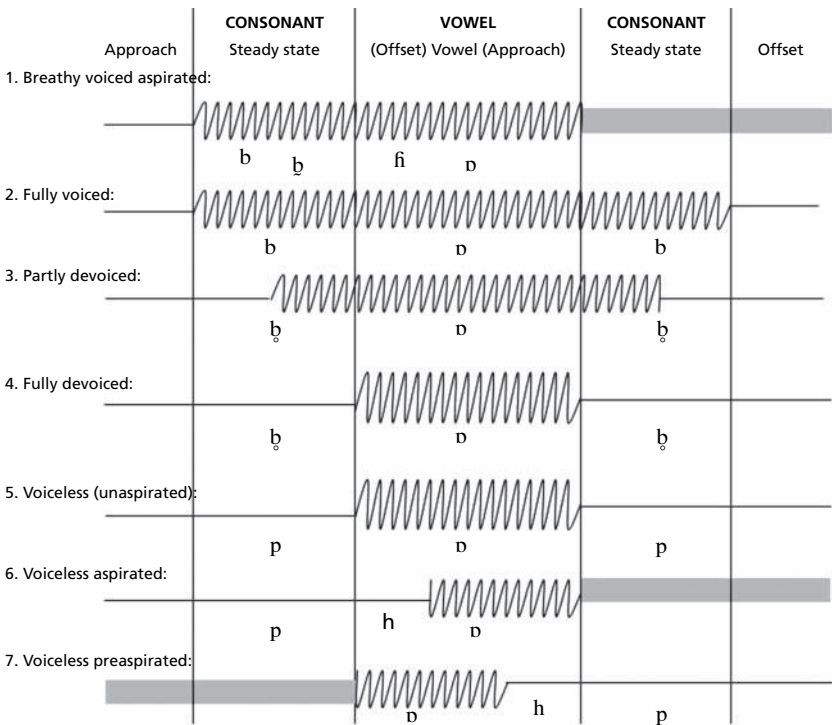 CONSONANT VOWEL CONSONANT
Approach Steady state (Offset) Vowel (Approach) Steady state Offset
1. Breathy voiced aspirated:
b b̤ ɦ ɒ
2. Fully voiced:
b ɒ b
3. Partly devoiced:
b̥ ɒ b̥
4. Fully devoiced:
b̥ ɒ b̥
5. Voiceless (unaspirated):
p ɒ p
6. Voiceless aspirated:
p h ɒ
7. Voiceless preaspirated:
ɒ h p